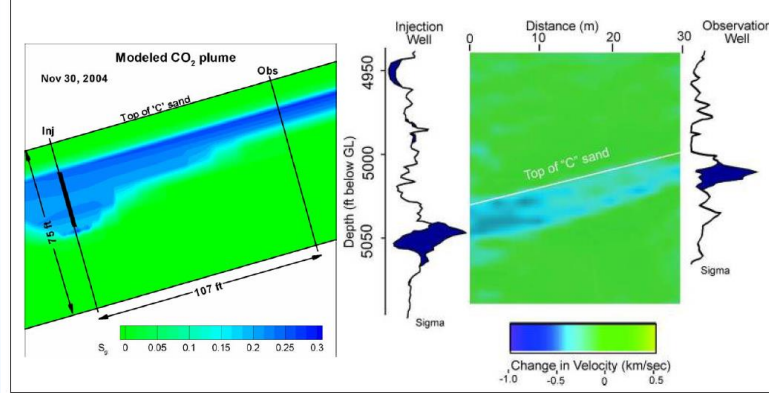 Modeled CO2 plume
Nov 30, 2004
Obs
Top of 'C' sand
Inj
75 ft
107 ft
Sg
0 0.05 0.1 0.15 0.2 0.25 0.3
Injection
Well
Distance (m)
Observation
Well
0 10 20 30
4950
5000
5050
Depth (ft below GL)
Top of "C" sand
Sigma
Sigma
Change in Velocity (km/sec)
-1.0 -0.5 0 0.5